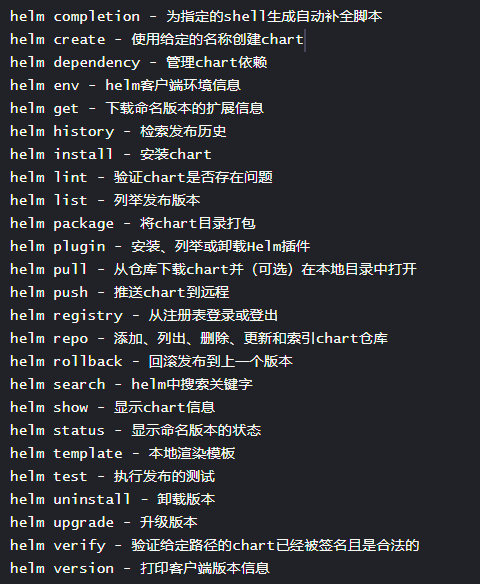 helm completion - 为指定的shell生成自动补全脚本
helm create - 使用给定的名称创建chart
helm dependency - 管理chart依赖
helm env - helm客户端环境信息
helm get - 下载命名版本的扩展信息
helm history - 检索发布历史
helm install - 安装chart
helm lint - 验证chart是否存在问题
helm list - 列举发布版本
helm package - 将chart目录打包
helm plugin - 安装、列举或卸载Helm插件
helm pull - 从仓库下载chart并（可选）在本地目录中打开
helm push - 推送chart到远程
helm registry - 从注册表登录或登出
helm repo - 添加、列出、删除、更新和索引chart仓库
helm rollback - 回滚发布到上一个版本
helm search - helm中搜索关键字
helm show - 显示chart信息
helm status - 显示命名版本的状态
helm template - 本地渲染模板
helm test - 执行发布的测试
helm uninstall - 卸载版本
helm upgrade - 升级版本
helm verify - 验证给定路径的chart已经被签名且是合法的
helm version - 打印客户端版本信息